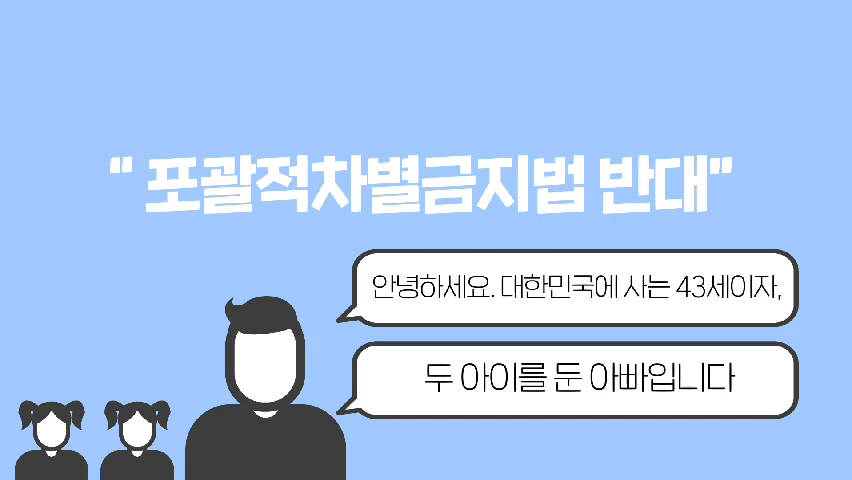 “ 포괄적차별금지법 반대”
안녕하세요. 대한민국에 사는 43세이자,
두 아이를 둔 아빠입니다